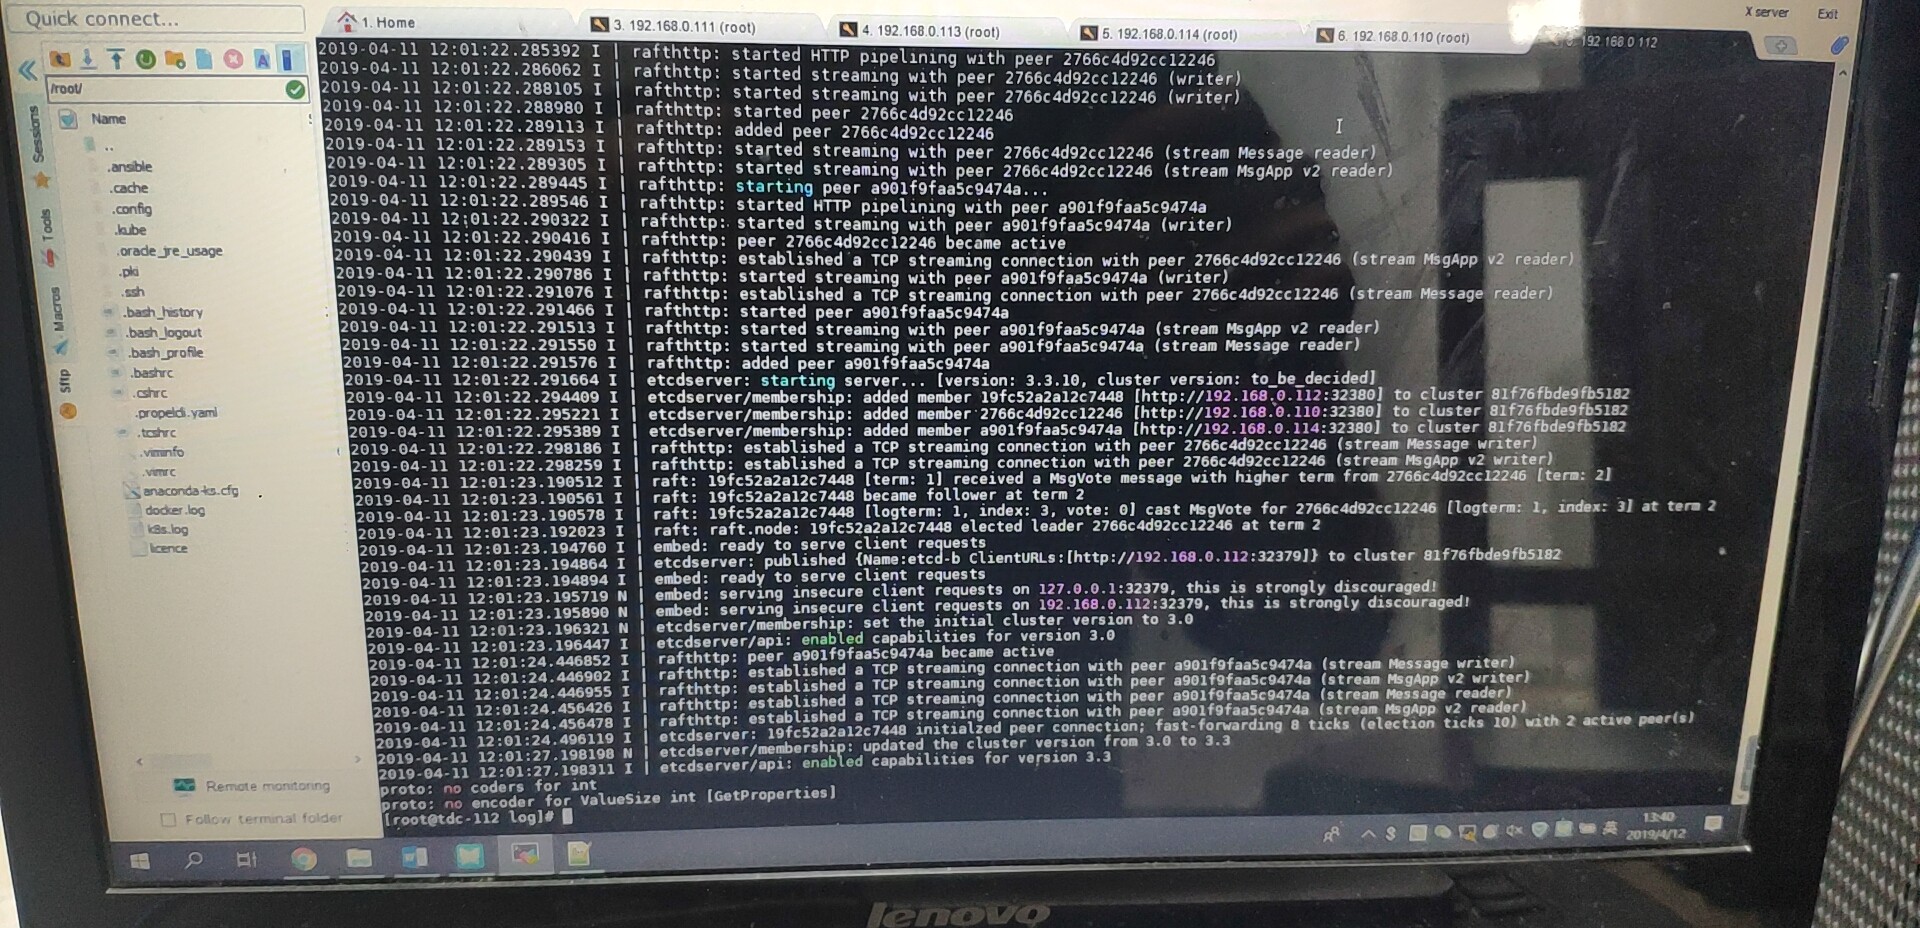 Quick connect...
1. Home
3. 192.168.0.111 (root)
4. 192.168.0.113 (root)
5. 192.168.0.114 (root)
6. 192.168.0.110 (root)
192.168.0.112
X server
Exit
/root/
Name
..
.ansible
.cache
.config
.kube
.oracle_jre_usage
.pki
.ssh
.bash_history
.bash_logout
.bash_profile
.bashrc
.cshrc
.propeldi.yaml
.tcshrc
.viminfo
.vimrc
anaconda-ks.cfg
docker.log
k8s.log
licence
Sessions
Tools
Macros
Sftp
Remote monitoring
Follow terminal folder
2019-04-11 12:01:22.285392 I | rafthttp: started HTTP pipelining with peer 2766c4d92cc12246
2019-04-11 12:01:22.286062 I | rafthttp: started streaming with peer 2766c4d92cc12246 (writer)
2019-04-11 12:01:22.288105 I | rafthttp: started streaming with peer 2766c4d92cc12246 (writer)
2019-04-11 12:01:22.288980 I | rafthttp: started peer 2766c4d92cc12246
2019-04-11 12:01:22.289113 I | rafthttp: added peer 2766c4d92cc12246
2019-04-11 12:01:22.289153 I | rafthttp: started streaming with peer 2766c4d92cc12246 (stream Message reader)
2019-04-11 12:01:22.289305 I | rafthttp: started streaming with peer 2766c4d92cc12246 (stream MsgApp v2 reader)
2019-04-11 12:01:22.289445 I | rafthttp: starting peer a901f9faa5c9474a...
2019-04-11 12:01:22.289546 I | rafthttp: started HTTP pipelining with peer a901f9faa5c9474a
2019-04-11 12:01:22.290322 I | rafthttp: started streaming with peer a901f9faa5c9474a (writer)
2019-04-11 12:01:22.290416 I | rafthttp: peer 2766c4d92cc12246 became active
2019-04-11 12:01:22.290439 I | rafthttp: established a TCP streaming connection with peer 2766c4d92cc12246 (stream MsgApp v2 reader)
2019-04-11 12:01:22.290786 I | rafthttp: started streaming with peer a901f9faa5c9474a (writer)
2019-04-11 12:01:22.291076 I | rafthttp: established a TCP streaming connection with peer 2766c4d92cc12246 (stream Message reader)
2019-04-11 12:01:22.291466 I | rafthttp: started peer a901f9faa5c9474a
2019-04-11 12:01:22.291513 I | rafthttp: started streaming with peer a901f9faa5c9474a (stream MsgApp v2 reader)
2019-04-11 12:01:22.291550 I | rafthttp: started streaming with peer a901f9faa5c9474a (stream Message reader)
2019-04-11 12:01:22.291576 I | rafthttp: added peer a901f9faa5c9474a
2019-04-11 12:01:22.291664 I | etcdserver: starting server... [version: 3.3.10, cluster version: to_be_decided]
2019-04-11 12:01:22.294409 I | etcdserver/membership: added member 19fc52a2a12c7448 [http://192.168.0.112:32380] to cluster 81f76fbde9fb5182
2019-04-11 12:01:22.295221 I | etcdserver/membership: added member 2766c4d92cc12246 [http://192.168.0.110:32380] to cluster 81f76fbde9fb5182
2019-04-11 12:01:22.295389 I | etcdserver/membership: added member a901f9faa5c9474a [http://192.168.0.114:32380] to cluster 81f76fbde9fb5182
2019-04-11 12:01:22.298186 I | rafthttp: established a TCP streaming connection with peer 2766c4d92cc12246 (stream Message writer)
2019-04-11 12:01:22.298259 I | rafthttp: established a TCP streaming connection with peer 2766c4d92cc12246 (stream MsgApp v2 writer)
2019-04-11 12:01:23.190512 I | raft: 19fc52a2a12c7448 [term: 1] received a MsgVote message with higher term from 2766c4d92cc12246 [term: 2]
2019-04-11 12:01:23.190561 I | raft: 19fc52a2a12c7448 became follower at term 2
2019-04-11 12:01:23.190578 I | raft: 19fc52a2a12c7448 [logterm: 1, index: 3, vote: 0] cast MsgVote for 2766c4d92cc12246 [logterm: 1, index: 3] at term 2
2019-04-11 12:01:23.192023 I | raft: raft.node: 19fc52a2a12c7448 elected leader 2766c4d92cc12246 at term 2
2019-04-11 12:01:23.194760 I | embed: ready to serve client requests
2019-04-11 12:01:23.194864 I | etcdserver: published {Name:etcd-b ClientURLs:[http://192.168.0.112:32379]} to cluster 81f76fbde9fb5182
2019-04-11 12:01:23.194894 I | embed: ready to serve client requests
2019-04-11 12:01:23.195719 N | embed: serving insecure client requests on 127.0.0.1:32379, this is strongly discouraged!
2019-04-11 12:01:23.195890 N | embed: serving insecure client requests on 192.168.0.112:32379, this is strongly discouraged!
2019-04-11 12:01:23.196321 N | etcdserver/membership: set the initial cluster version to 3.0
2019-04-11 12:01:23.196447 I | etcdserver/api: enabled capabilities for version 3.0
2019-04-11 12:01:24.446852 I | rafthttp: peer a901f9faa5c9474a became active
2019-04-11 12:01:24.446902 I | rafthttp: established a TCP streaming connection with peer a901f9faa5c9474a (stream Message writer)
2019-04-11 12:01:24.446955 I | rafthttp: established a TCP streaming connection with peer a901f9faa5c9474a (stream MsgApp v2 writer)
2019-04-11 12:01:24.456426 I | rafthttp: established a TCP streaming connection with peer a901f9faa5c9474a (stream Message reader)
2019-04-11 12:01:24.456478 I | rafthttp: established a TCP streaming connection with peer a901f9faa5c9474a (stream MsgApp v2 reader)
2019-04-11 12:01:24.496119 I | etcdserver: 19fc52a2a12c7448 initialzed peer connection; fast-forwarding 8 ticks (election ticks 10) with 2 active peer(s)
2019-04-11 12:01:27.198198 N | etcdserver/membership: updated the cluster version from 3.0 to 3.3
2019-04-11 12:01:27.198311 I | etcdserver/api: enabled capabilities for version 3.3
proto: no coders for int
proto: no encoder for ValueSize int [GetProperties]
[root@tdc-112 log]#
英
13:40
2019/4/12
lenovo